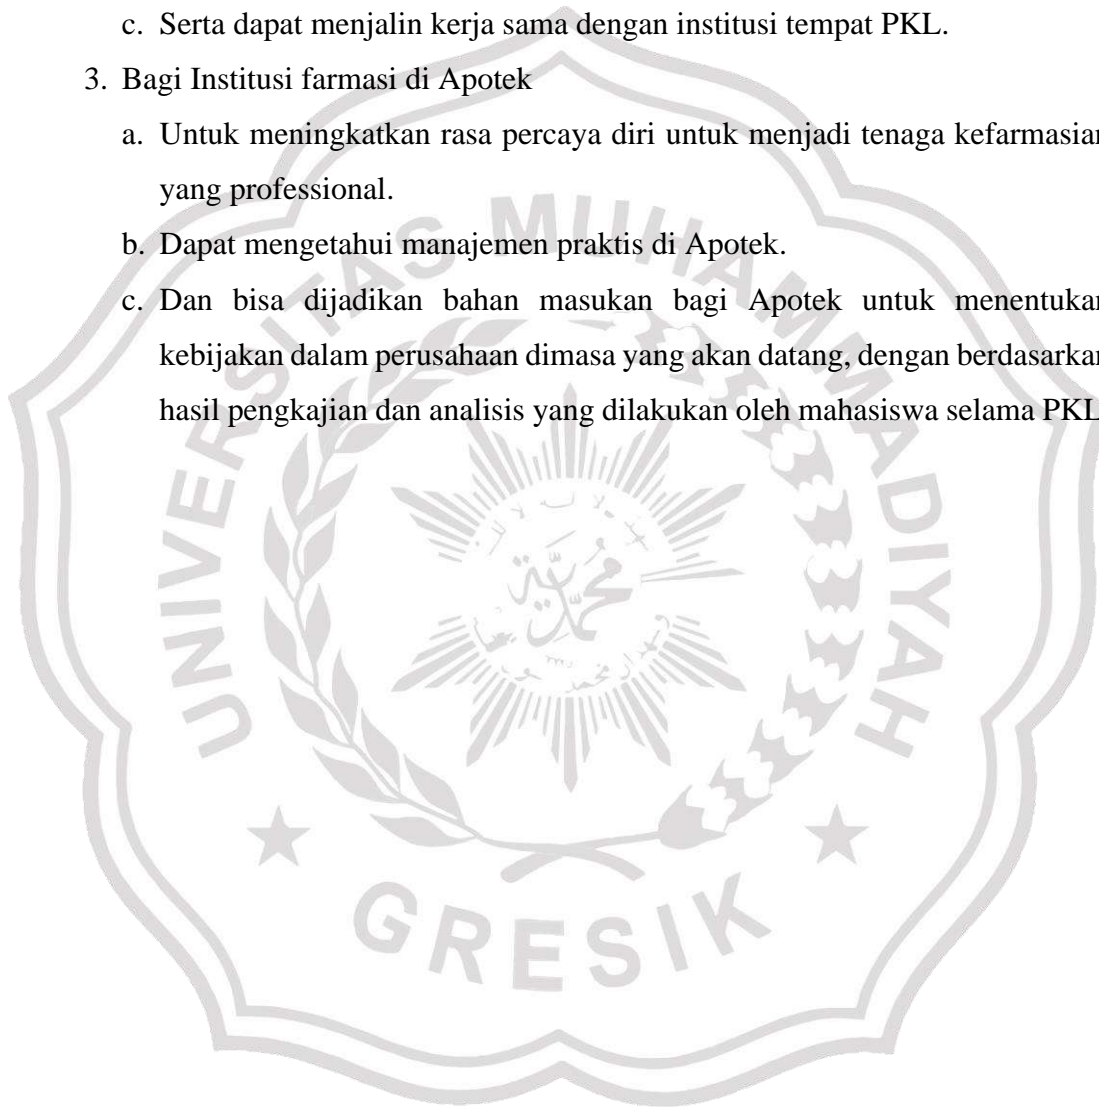 c. Serta dapat menjalin kerja sama dengan institusi tempat PKL.
3. Bagi Institusi farmasi di Apotek
a. Untuk meningkatkan rasa percaya diri untuk menjadi tenaga kefarmasian
yang professional.
b. Dapat mengetahui manajemen praktis di Apotek.
c. Dan bisa dijadikan bahan masukan bagi Apotek untuk menentukan
kebijakan dalam perusahaan dimasa yang akan datang, dengan berdasarkan
hasil pengkajian dan analisis yang dilakukan oleh mahasiswa selama PKL
UNIVERSITAS MUHAMMADIYAH
محمد
GRESIK